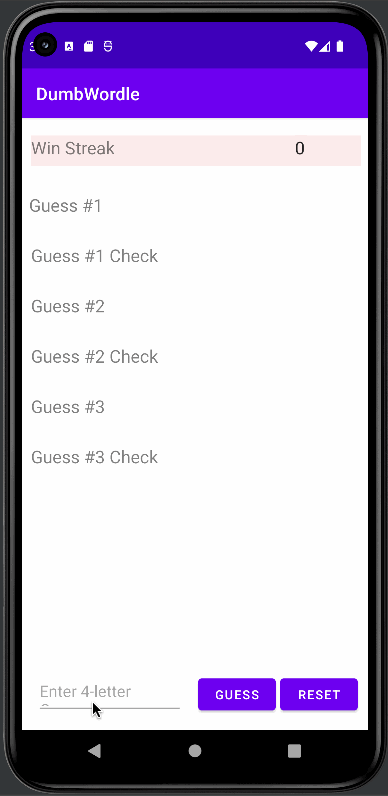 DumbWordle
Win Streak 0
Guess #1
Guess #1 Check
Guess #2
Guess #2 Check
Guess #3
Guess #3 Check
Enter 4-letter
GUESS RESET